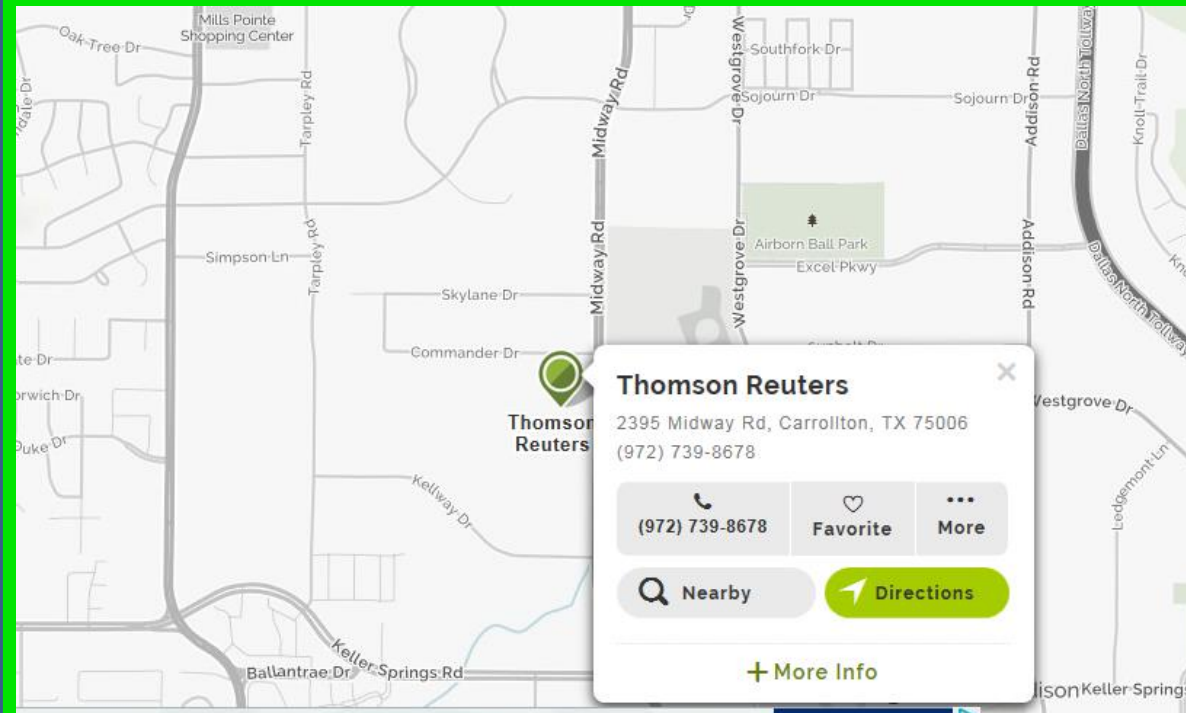 Mills Pointe
Shopping Center
Oak-Tree Dr
Tarpley Rd
Midway Rd
Westgrove Dr
Southfork Dr
Sojourn Dr
Sojourn Dr
Addison Rd
Dallas North Tollway
Knoll-Trail Dr
Airborn Ball Park
Excel Pkwy
Westgrove Dr
Addison Rd
Dallas North Tollway
Simpson Ln
Tarpley Rd
Midway Rd
Skylane Dr
Commander Dr
Thomson
Reuters
Duke Dr
Kellway Dr
Westgrove Dr
Ledgemont Ln
Thomson Reuters
2395 Midway Rd, Carrollton, TX 75006
(972) 739-8678
(972) 739-8678
Favorite
More
Nearby
Directions
+ More Info
Ballantrae Dr
Keller Springs Rd
Keller Springs